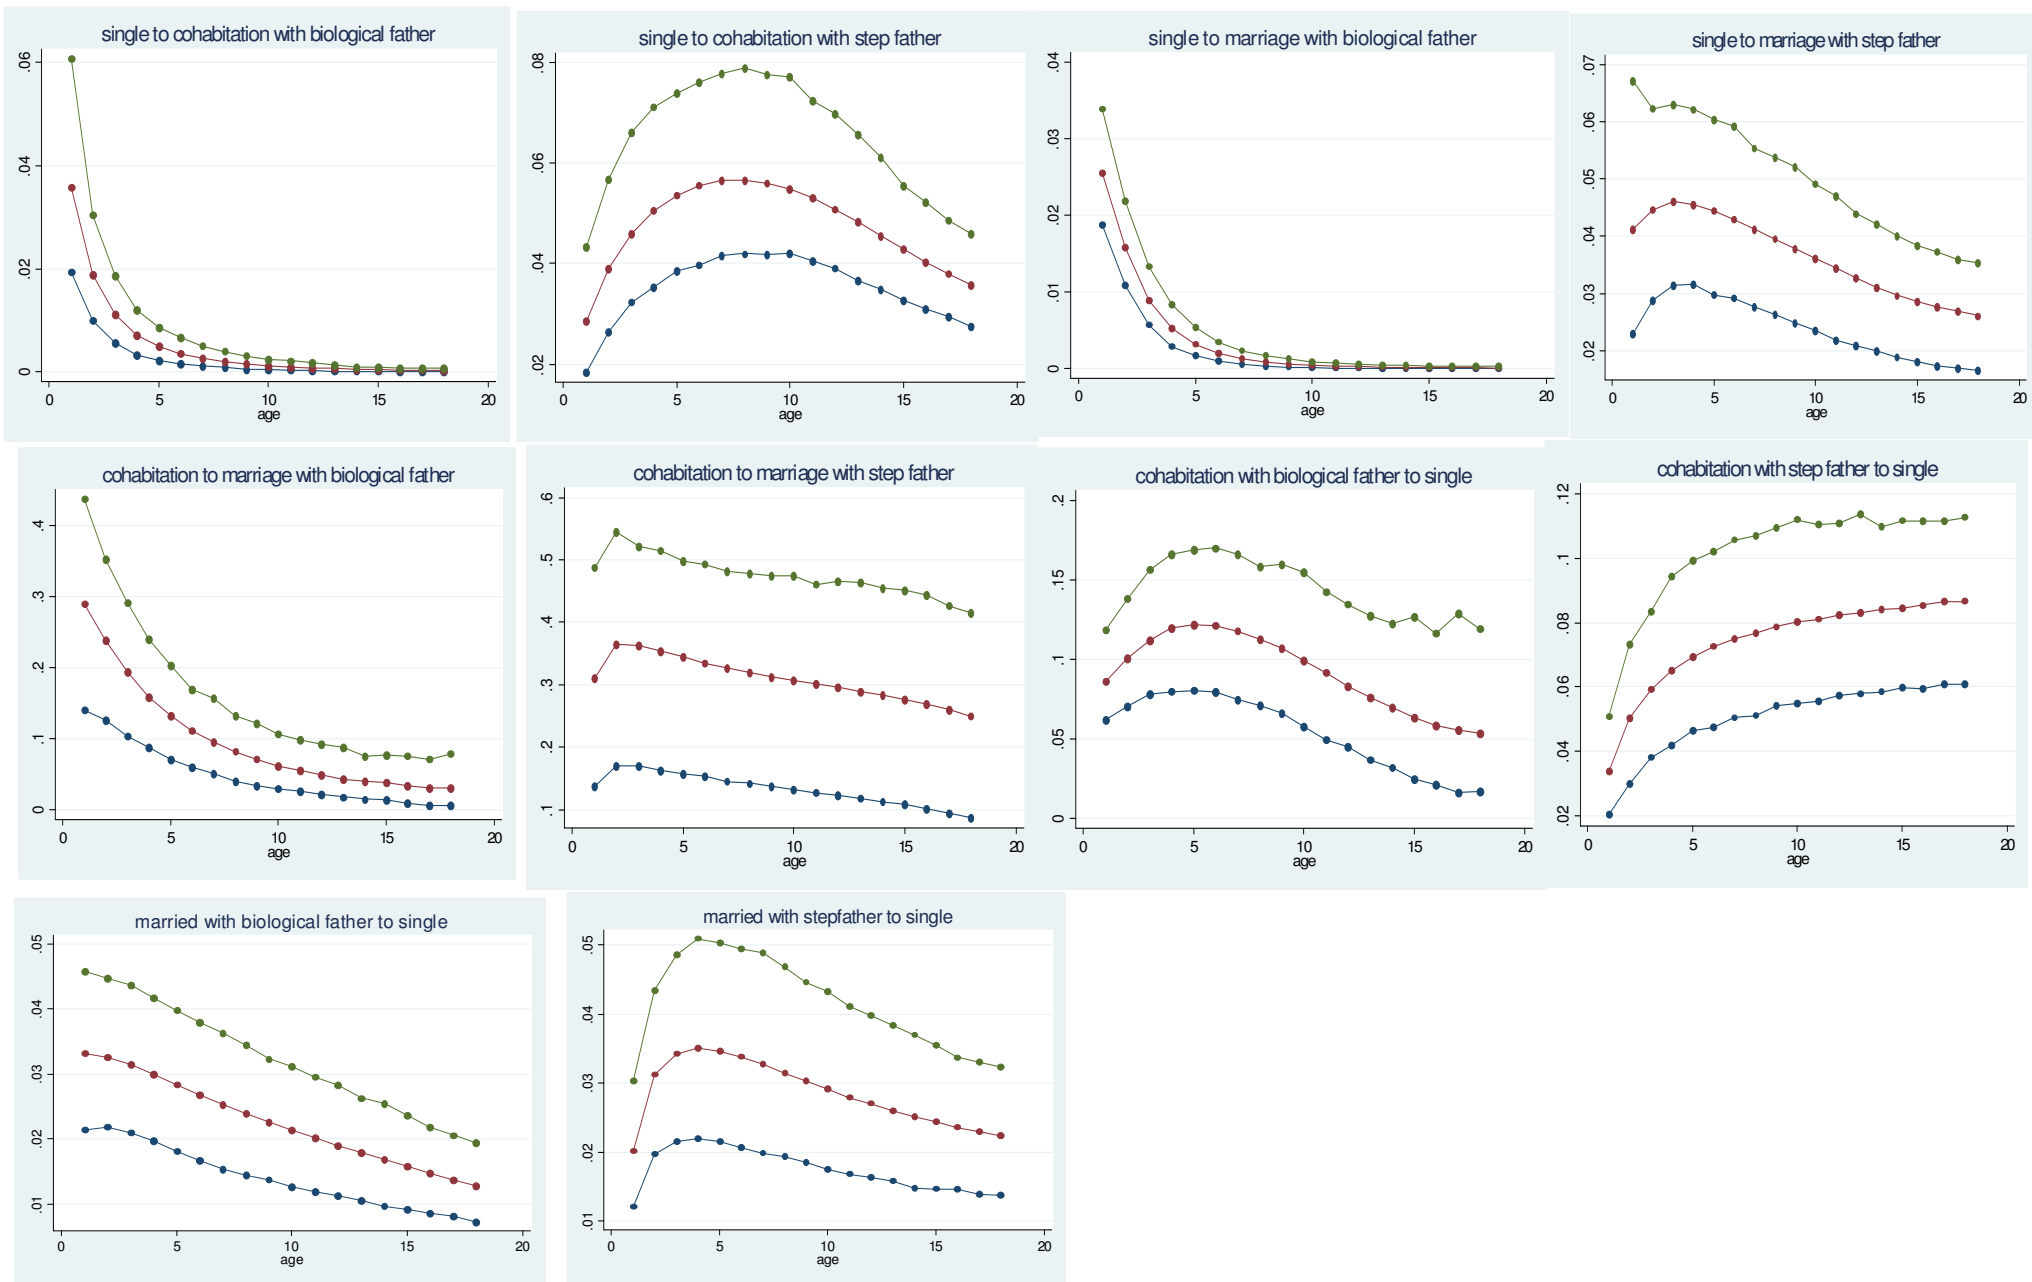 single to cohabitation with biological father
.06
.04
.02
0
0 5 10 15 20
age
single to cohabitation with step father
.08
.06
.04
.02
0 5 10 15 20
age
single to marriage with biological father
.04
.03
.02
.01
0
0 5 10 15 20
age
single to marriage with step father
.07
.06
.05
.04
.03
.02
0 5 10 15 20
age
cohabitation to marriage with biological father
.4
.3
.2
.1
0
0 5 10 15 20
age
cohabitation to marriage with step father
.6
.5
.4
.3
.2
.1
0 5 10 15 20
age
cohabitation with biological father to single
.2
.15
.1
.05
0
0 5 10 15 20
age
cohabitation with step father to single
.12
.1
.08
.06
.04
.02
0 5 10 15 20
age
married with biological father to single
.05
.04
.03
.02
.01
0 5 10 15 20
age
married with stepfather to single
.05
.04
.03
.02
.01
0 5 10 15 20
age